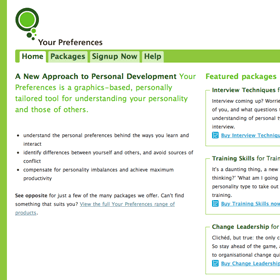 Your Preferences
Home Packages Signup Now Help
A New Approach to Personal Development Your
Preferences is a graphics-based, personally
tailored tool for understanding your personality
and those of others.
understand the personal preferences behind the ways you learn and
interact
identify differences between yourself and others, and avoid sources of
conflict
compensate for personality imbalances and achieve maximum
productivity
See opposite for just a few of the many packages we offer. Can't find
something that suits you? View the full Your Preferences range of
products.
Featured packages
Interview Techniques for
Interview coming up? Worrie
of you, and what questions t
understanding of personal t
interview.
Buy Interview Technique
Training Skills for Train
It's a daunting thing, a new
thinking?" "What am I going
personality type to take out
training.
Buy Training Skills now
Change Leadership for
Clichéd, but true: the only c
So stay ahead of the game, a
to organisational change qu
Buy Change Leadership